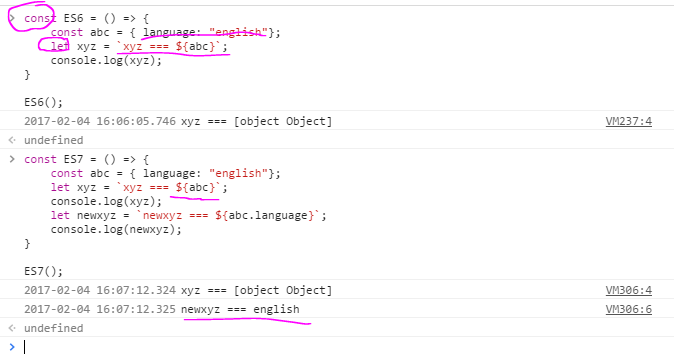 > const ES6 = () => {
const abc = { language: "english"};
let xyz = `xyz === ${abc}`;
console.log(xyz);
}
ES6();
2017-02-04 16:06:05.746 xyz === [object Object] VM237:4
undefined
> const ES7 = () => {
const abc = { language: "english"};
let xyz = `xyz === ${abc}`;
console.log(xyz);
let newxyz = `newxyz === ${abc.language}`;
console.log(newxyz);
}
ES7();
2017-02-04 16:07:12.324 xyz === [object Object] VM306:4
2017-02-04 16:07:12.325 newxyz === english VM306:6
undefined
>